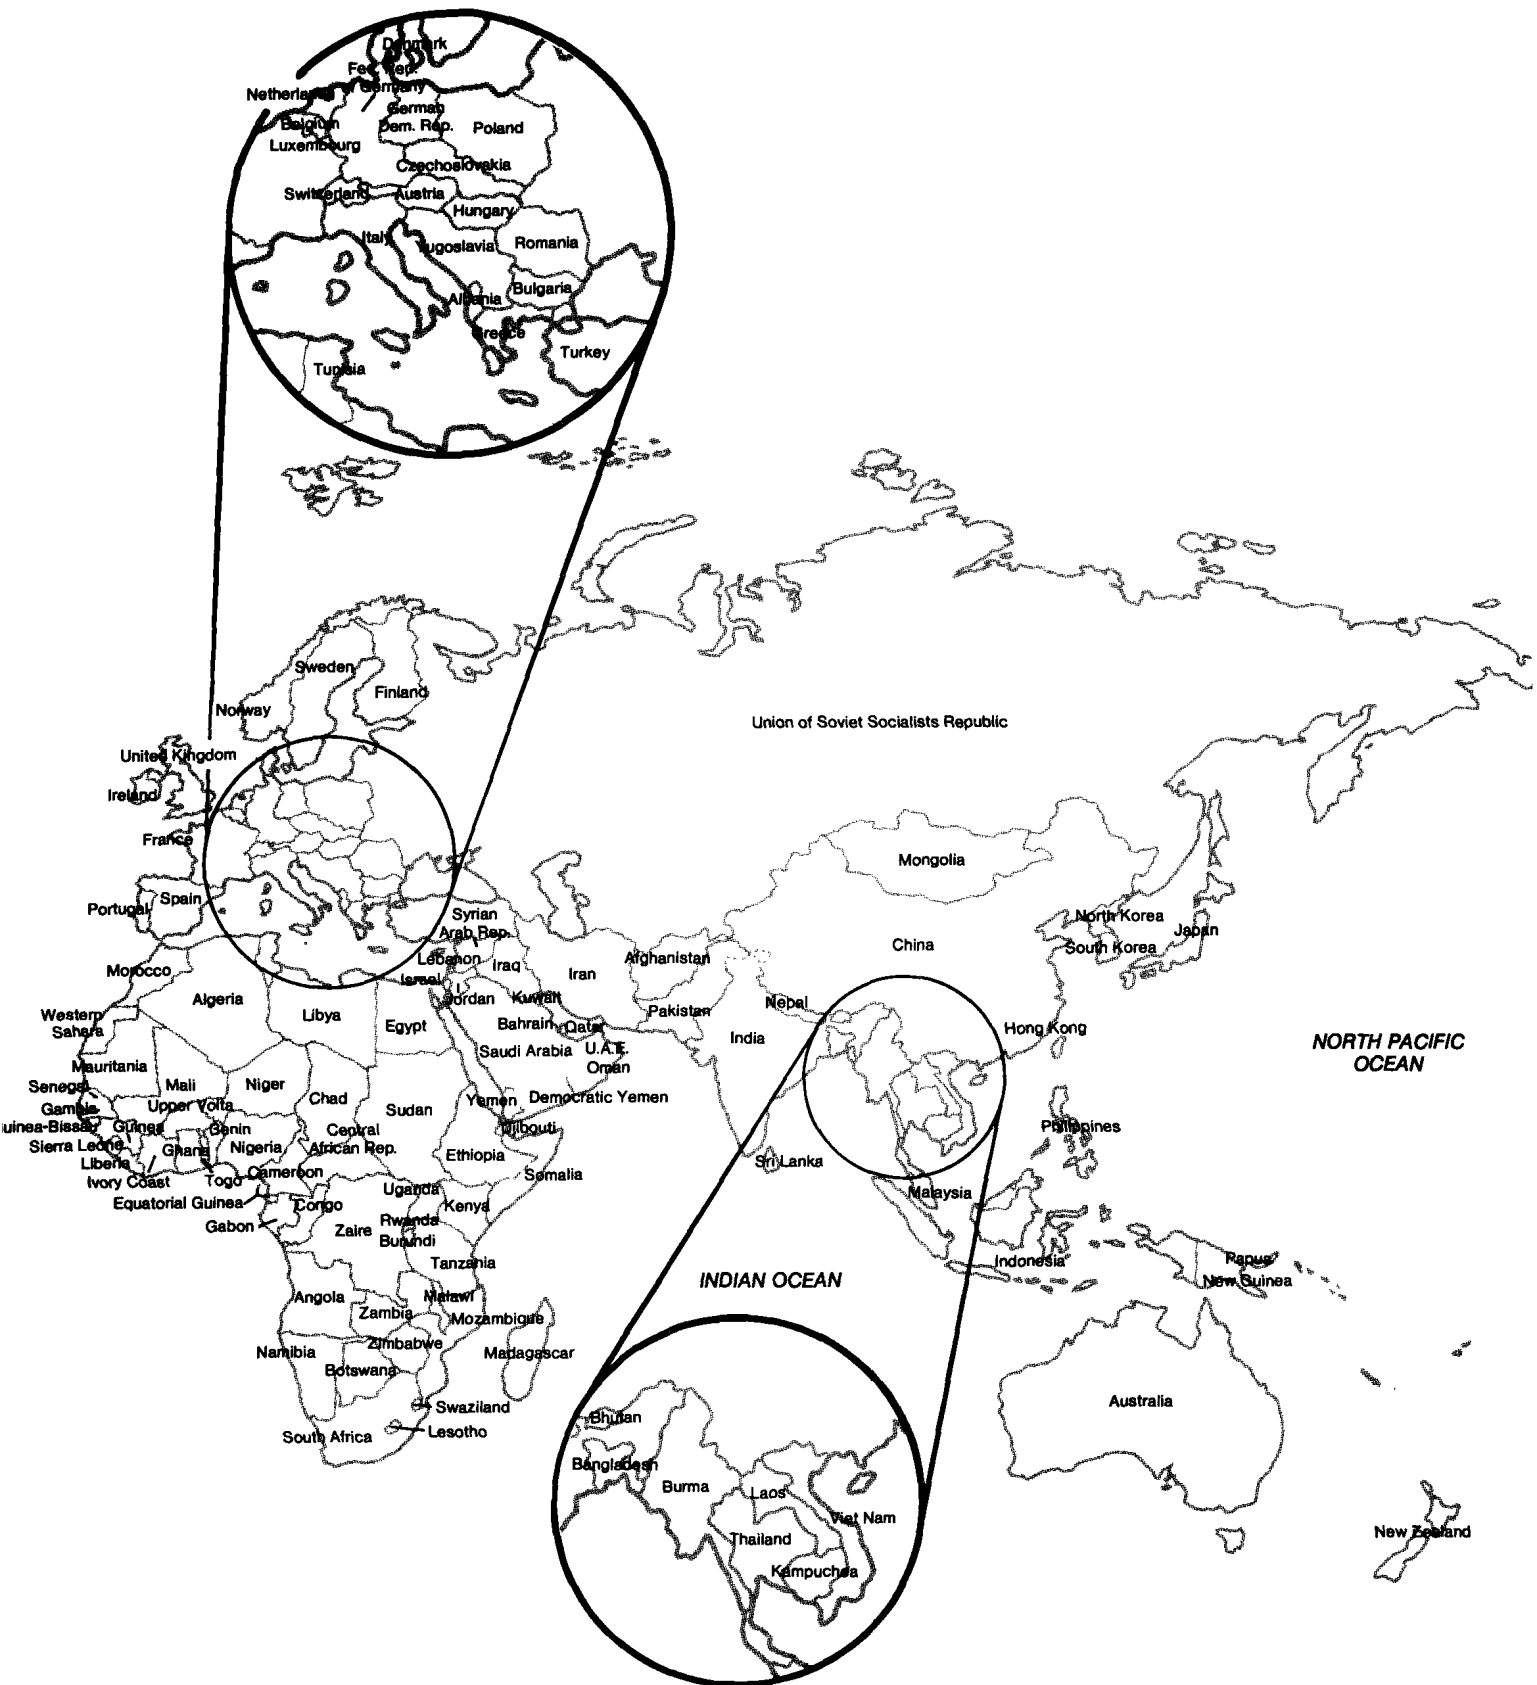 Denmark
Fed. Rep.
of Germany
Netherlands
German
Dem. Rep.
Belgium
Poland
Luxembourg
Czechoslovakia
Switzerland
Austria
Hungary
Italy
Yugoslavia
Romania
Albania
Bulgaria
Greece
Turkey
Tunisia
Sweden
Finland
Norway
Union of Soviet Socialists Republic
United Kingdom
Ireland
France
Mongolia
Spain
Portugal
Syrian
Arab Rep.
North Korea
Japan
South Korea
China
Lebanon
Iraq
Iran
Afghanistan
Morocco
Israel
Algeria
Jordan
Kuwait
Nepal
Pakistan
Libya
Egypt
Western
Sahara
Bahrain
Qatar
India
Hong Kong
NORTH PACIFIC
OCEAN
Saudi Arabia
U.A.E.
Oman
Mauritania
Senegal
Mali
Niger
Chad
Sudan
Yemen
Democratic Yemen
Gambia
Upper Volta
uinea-Bissau
Guinea
Benin
Central
African Rep.
Djibouti
Philippines
Sierra Leone
Ghana
Nigeria
Ethiopia
Liberia
Ivory Coast
Togo
Cameroon
Somalia
Sri Lanka
Equatorial Guinea
Congo
Uganda
Kenya
Malaysia
Gabon
Zaire
Rwanda
Burundi
Tanzania
Indonesia
Papua
New Guinea
INDIAN OCEAN
Angola
Malawi
Zambia
Mozambique
Zimbabwe
Namibia
Botswana
Madagascar
Swaziland
South Africa
Lesotho
Australia
Bhutan
Bangladesh
Burma
Laos
Viet Nam
Thailand
Kampuchea
New Zealand